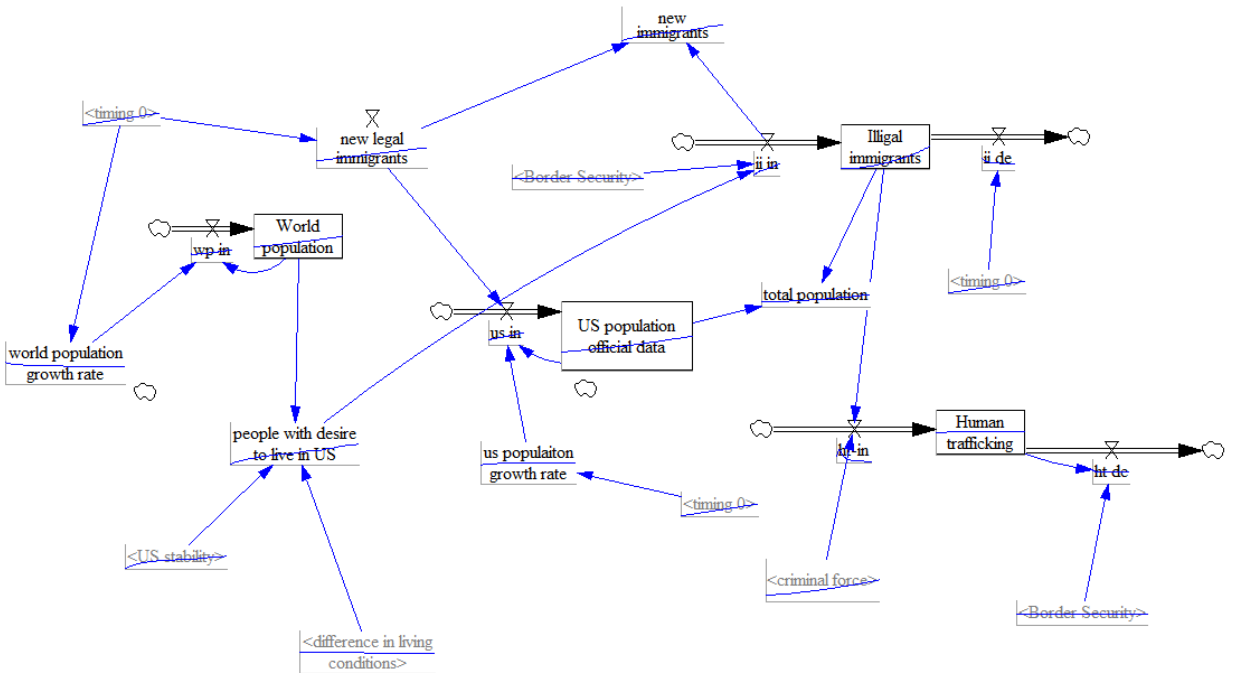 new
immigrants
<timing 0>
new legal
immigrants
Illigal
immigrants
ii in
ii de
<Border Security>
World
population
wp in
<timing 0>
total population
US population
official data
us in
world population
growth rate
people with desire
to live in US
us populaiton
growth rate
Human
trafficking
ht in
ht de
<timing 0>
<US stability>
<criminal force>
<Border Security>
<difference in living
conditions>